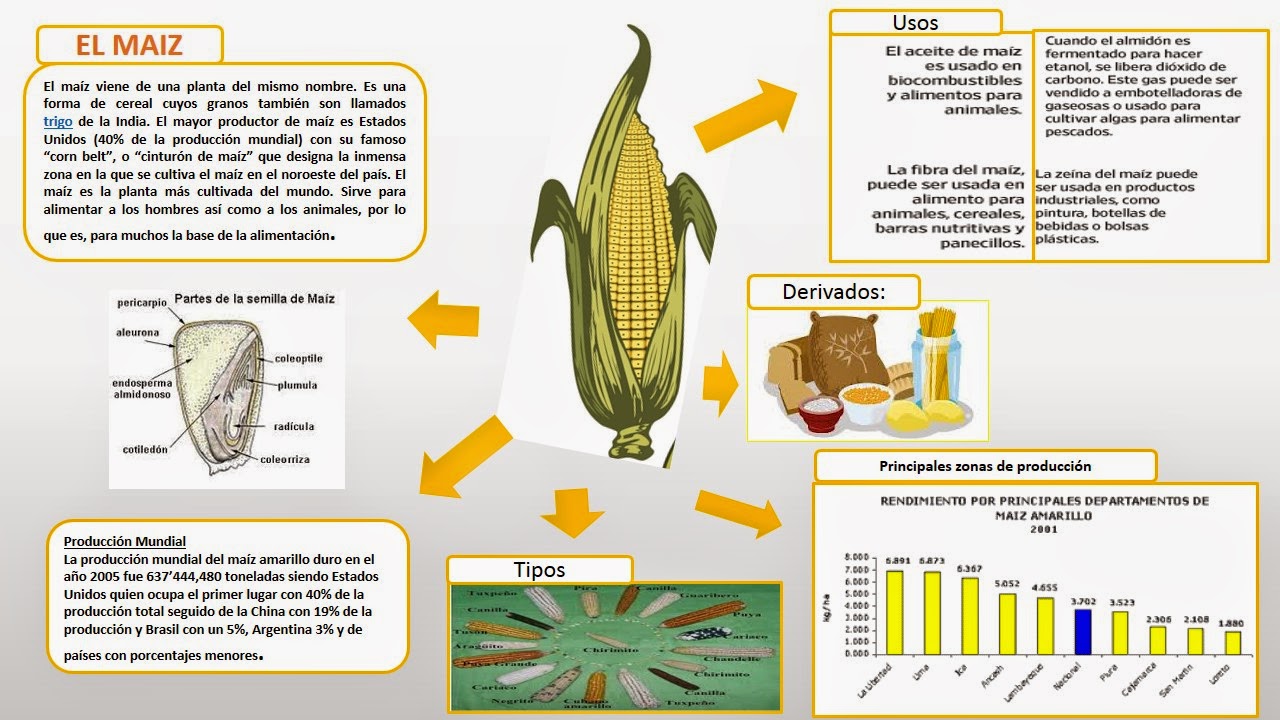 EL MAIZ
El maíz viene de una planta del mismo nombre. Es una
forma de cereal cuyos granos también son llamados
trigo de la India. El mayor productor de maíz es Estados
Unidos (40% de la producción mundial) con su famoso
“corn belt”, o “cinturón de maíz” que designa la inmensa
zona en la que se cultiva el maíz en el noroeste del país. El
maíz es la planta más cultivada del mundo. Sirve para
alimentar a los hombres así como a los animales, por lo
que es, para muchos la base de la alimentación.
Usos
El aceite de maíz
es usado en
biocombustibles
y alimentos para
animales.
Cuando el almidón es
fermentado para hacer
etanol, se libera dióxido de
carbono. Este gas puede ser
vendido a embotelladoras de
gaseosas o usado para
cultivar algas para alimentar
pescados.
La fibra del maíz,
puede ser usada en
alimento para
animales, cereales,
barras nutritivas y
panecillos.
La zeína del maíz puede
ser usada en productos
industriales, como
pintura, botellas de
bebidas o bolsas
plásticas.
Partes de la semilla de Maíz
pericarpio
aleurona
endosperma
almidonoso
cotiledón
coleoptile
plumula
radícula
coleorriza
Derivados:
Producción Mundial
La producción mundial del maíz amarillo duro en el
año 2005 fue 637’444,480 toneladas siendo Estados
Unidos quien ocupa el primer lugar con 40% de la
producción total seguido de la China con 19% de la
producción y Brasil con un 5%, Argentina 3% y de
países con porcentajes menores.
Tipos
Tuxpeño
Pira
Canilla
Guaribero
Puya
Cariaco
Chandelle
Chirimito
Canilla
Tuxpeño
Cubano
amarillo
Negrito
Cariaco
Puya Grande
Aragüito
Tusón
Canilla
Chirimito
Principales zonas de producción
RENDIMIENTO POR PRINCIPALES DEPARTAMENTOS DE
MAIZ AMARILLO
2001
kg/ha
8.000
7.000
6.000
5.000
4.000
3.000
2.000
1.000
0.000
6.891
6.873
6.367
5.052
4.655
3.702
3.523
2.306
2.108
1.880
La Libertad
Lima
Ica
Ancash
Lambayeque
Nacional
Piura
Cajamarca
San Martín
Loreto